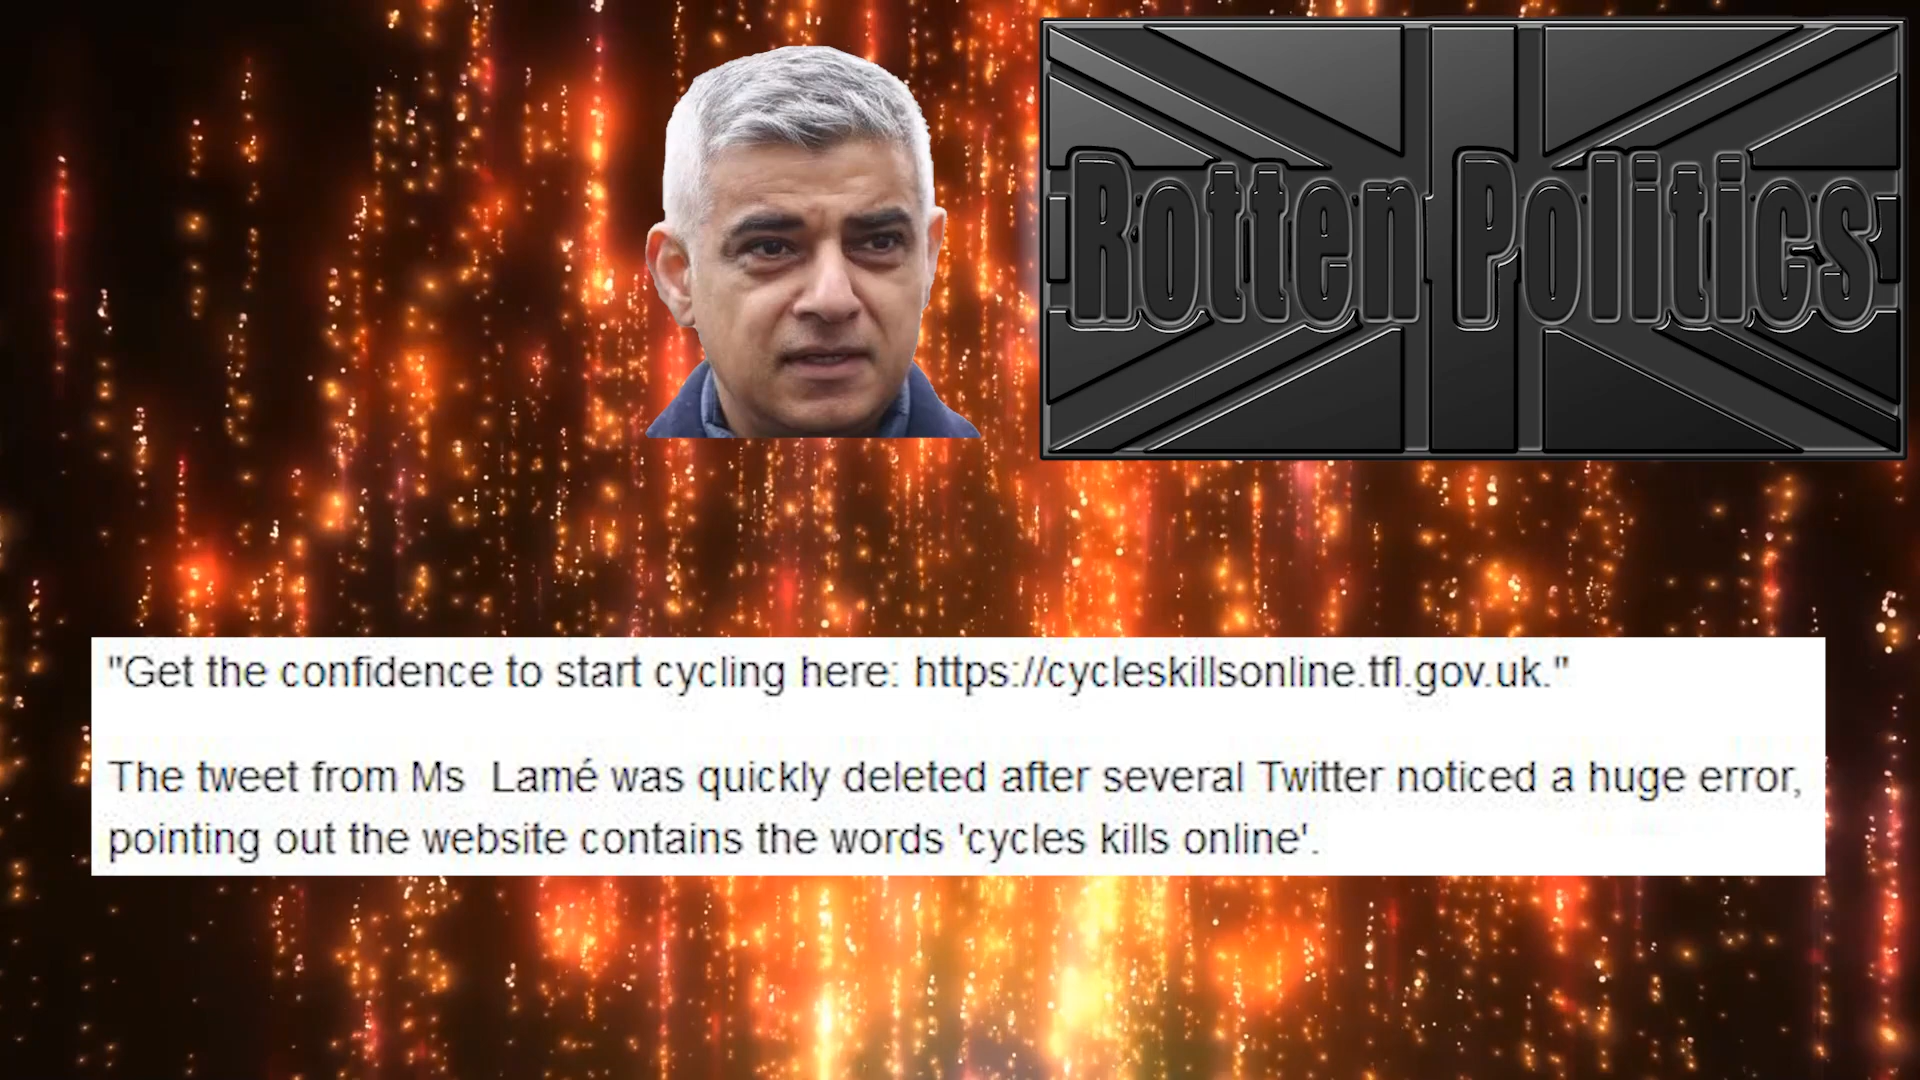 Rotten Politics
"Get the confidence to start cycling here: https://cycleskillsonline.tfl.gov.uk."
The tweet from Ms Lamé was quickly deleted after several Twitter noticed a huge error,
pointing out the website contains the words 'cycles kills online'.